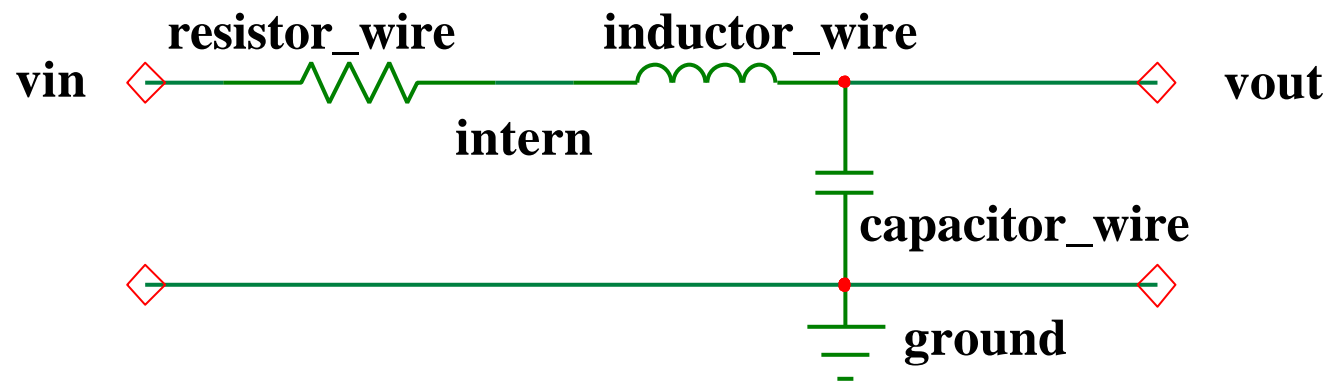 resistor_wire
inductor_wire
vin
vout
intern
capacitor_wire
ground